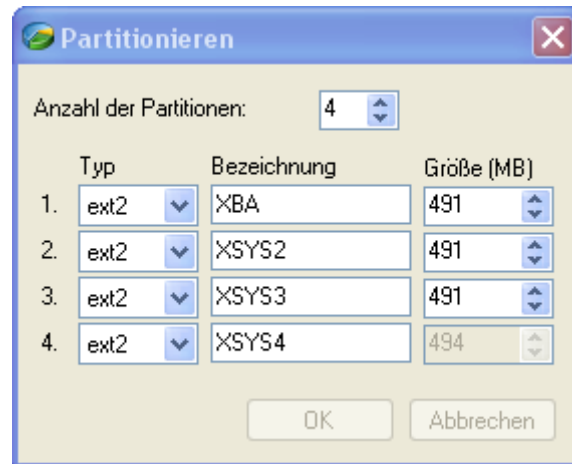 Partitionieren
Anzahl der Partitionen: 4
Typ Bezeichnung Größe (MB)
1. ext2 XBA 491
2. ext2 XSYS2 491
3. ext2 XSYS3 491
4. ext2 XSYS4 494
OK Abbrechen